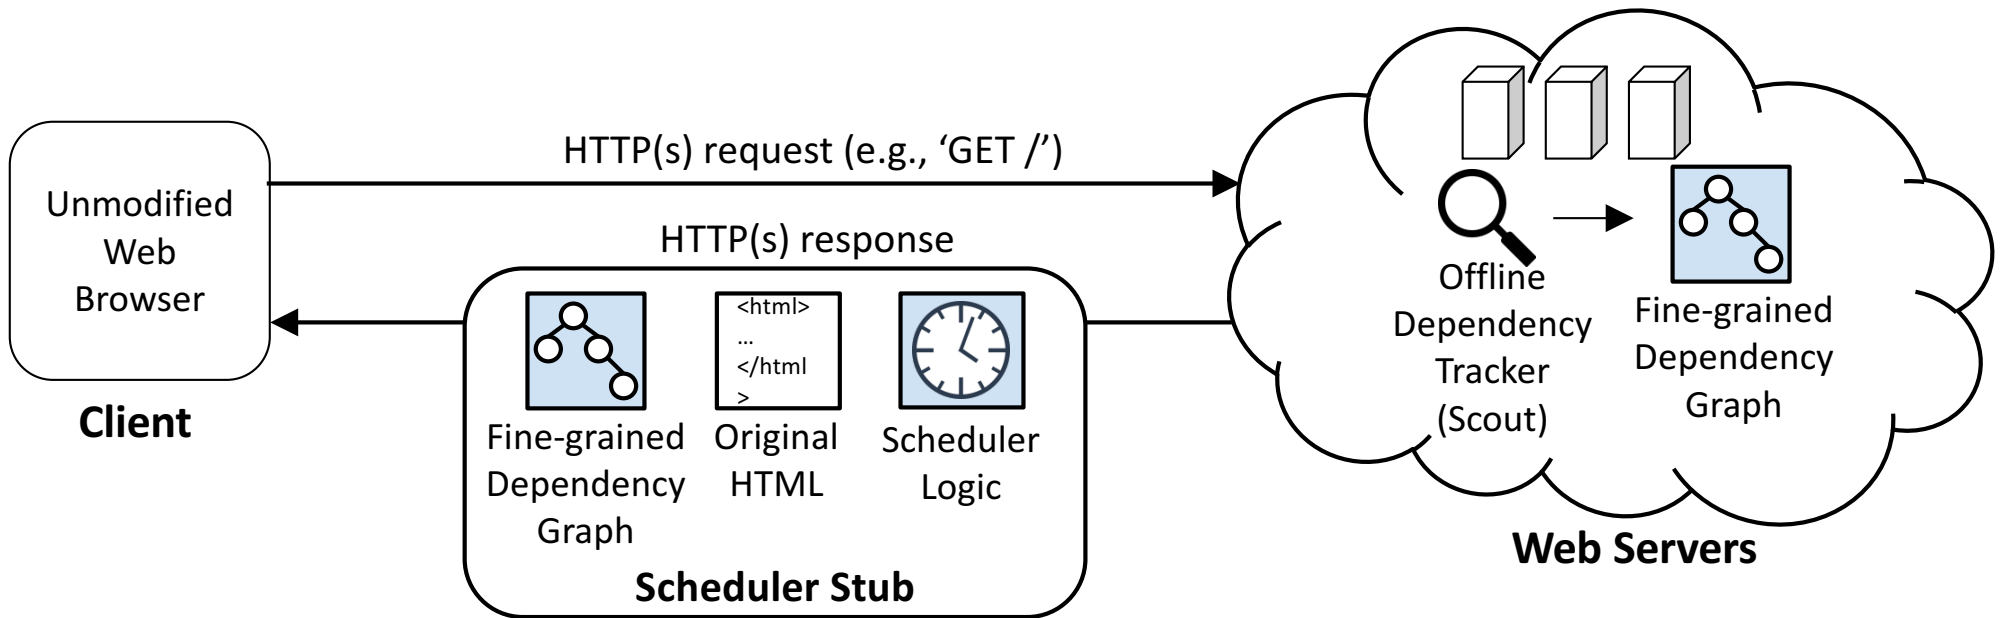 Unmodified
Web
Browser
Client
HTTP(s) request (e.g., ‘GET /’)
HTTP(s) response
<html>
...
</html
>
Fine-grained
Dependency
Graph
Original
HTML
Scheduler
Logic
Scheduler Stub
Offline
Dependency
Tracker
(Scout)
Fine-grained
Dependency
Graph
Web Servers